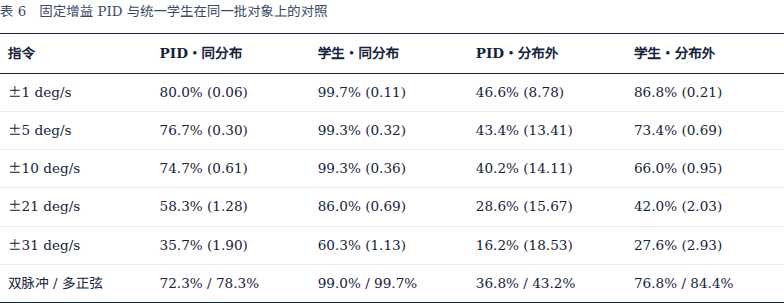 表 6 固定增益 PID 与统一学生在同一批对象上的对照
指令 PID・同分布 学生・同分布 PID・分布外 学生・分布外
±1 deg/s 80.0% (0.06) 99.7% (0.11) 46.6% (8.78) 86.8% (0.21)
±5 deg/s 76.7% (0.30) 99.3% (0.32) 43.4% (13.41) 73.4% (0.69)
±10 deg/s 74.7% (0.61) 99.3% (0.36) 40.2% (14.11) 66.0% (0.95)
±21 deg/s 58.3% (1.28) 86.0% (0.69) 28.6% (15.67) 42.0% (2.03)
±31 deg/s 35.7% (1.90) 60.3% (1.13) 16.2% (18.53) 27.6% (2.93)
双脉冲 / 多正弦 72.3% / 78.3% 99.0% / 99.7% 36.8% / 43.2% 76.8% / 84.4%